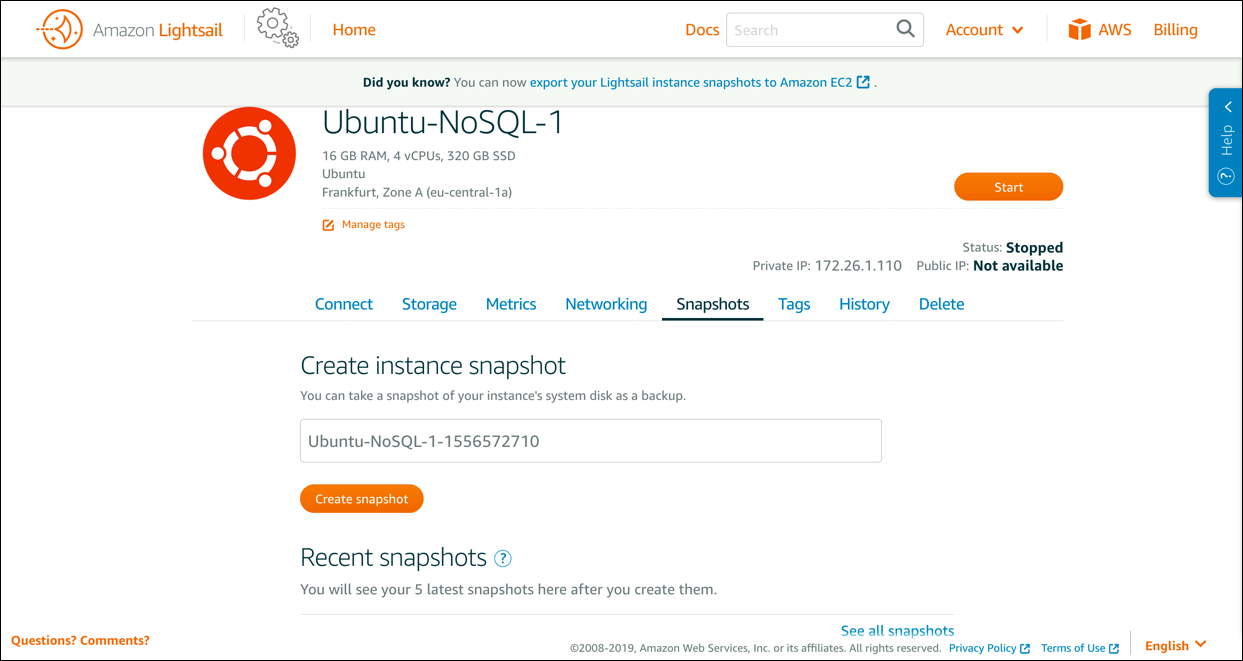 Amazon Lightsail
Home
Docs
Search
Account
AWS
Billing
Did you know? You can now export your Lightsail instance snapshots to Amazon EC2 .
Help
Ubuntu-NoSQL-1
16 GB RAM, 4 vCPUs, 320 GB SSD
Ubuntu
Frankfurt, Zone A (eu-central-1a)
Start
Manage tags
Status: Stopped
Private IP: 172.26.1.110 Public IP: Not available
Connect Storage Metrics Networking Snapshots Tags History Delete
Create instance snapshot
You can take a snapshot of your instance's system disk as a backup.
Ubuntu-NoSQL-1-1556572710
Create snapshot
Recent snapshots ?
You will see your 5 latest snapshots here after you create them.
See all snapshots
Questions? Comments?
©2008-2019, Amazon Web Services, Inc. or its affiliates. All rights reserved. Privacy Policy Terms of Use
English